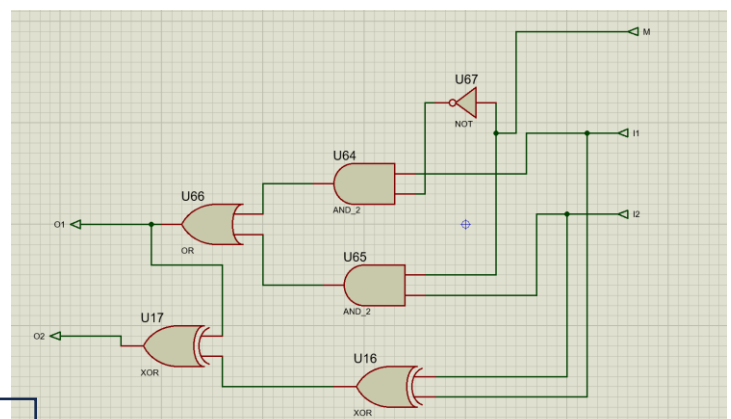 M
U67
NOT
I1
U64
AND_2
U66
I2
O1
OR
U65
AND_2
U17
O2
XOR
U16
XOR